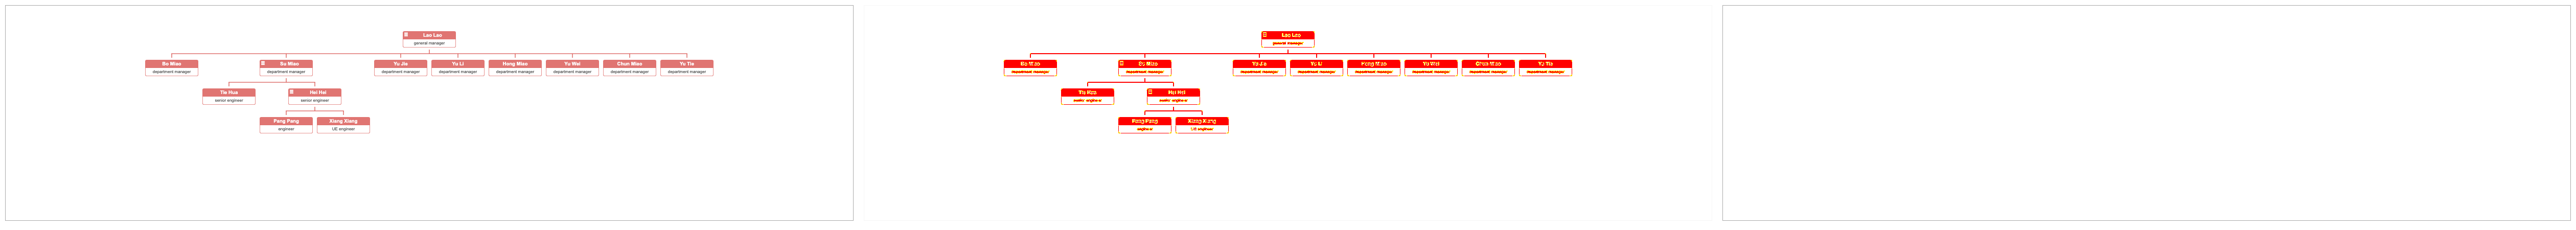 Lao Lao
general manager
Bo Miao Su Miao Yu Jie Yu Li Hong Miao Yu Wei Chun Miao Yu Tie
department manager department manager department manager department manager department manager department manager department manager department manager
Tie Hua Hei Hei
senior engineer senior engineer
Pang Pang Xiang Xiang
engineer UE engineer
Lao Lao
general manager
Bo Miao Su Miao Yu Jie Yu Li Hong Miao Yu Wei Chun Miao Yu Tie
department manager department manager department manager department manager department manager department manager department manager department manager
Tie Hua Hei Hei
senior engineer senior engineer
Pang Pang Xiang Xiang
engineer UE engineer